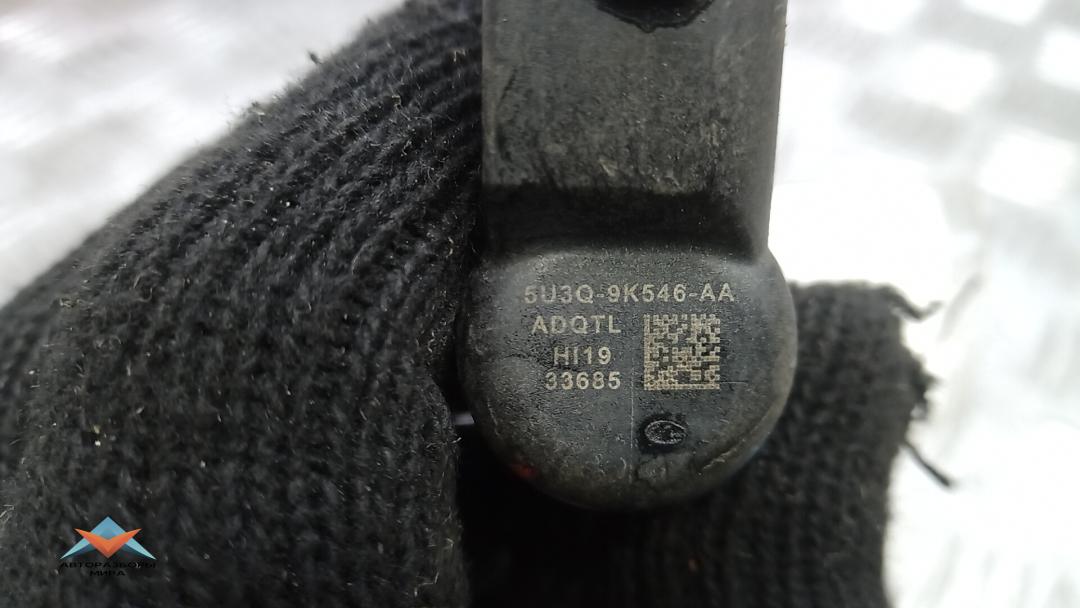 5U3Q-9K546-AA
ADQTL
HI19
33685
АВТОРАЗБОРЫ
МИРА